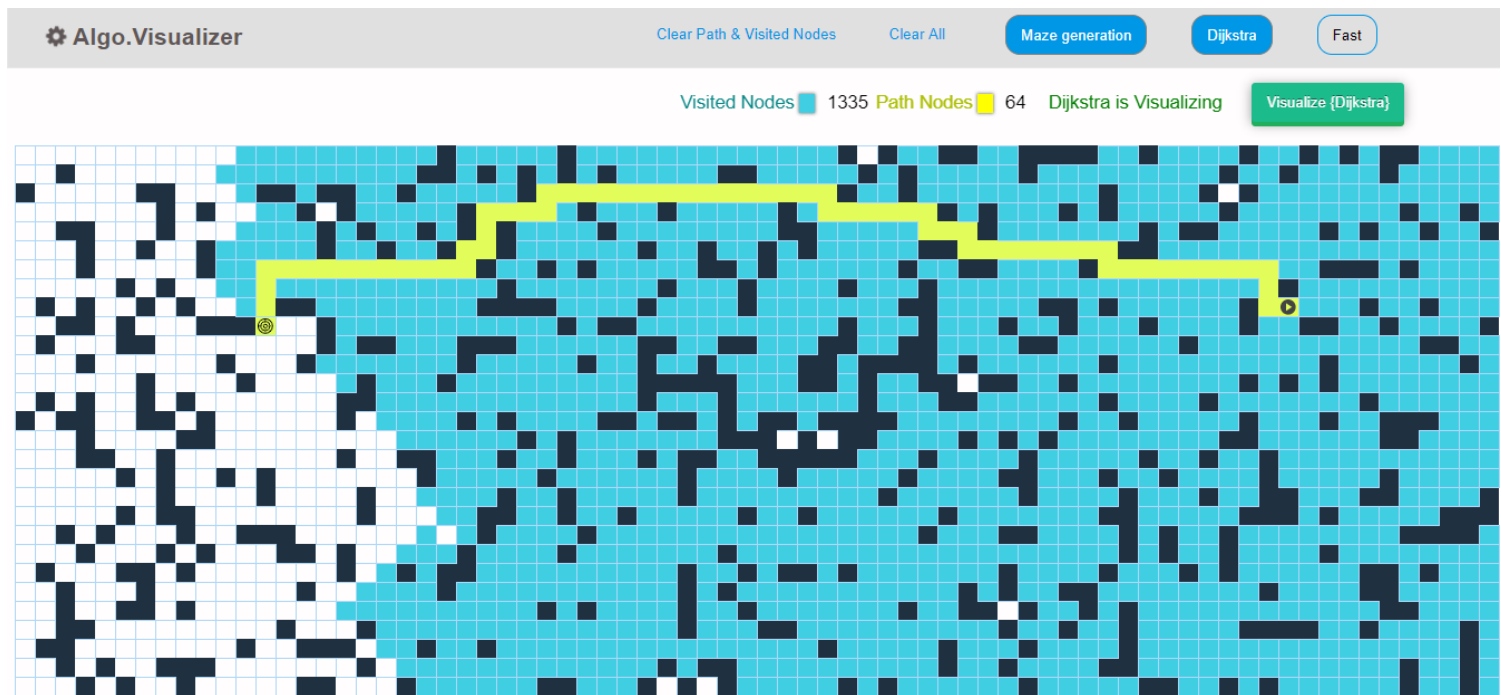 Algo.Visualizer Clear Path & Visited Nodes Clear All Maze generation Dijkstra Fast
Visited Nodes 1335 Path Nodes 64 Dijkstra is Visualizing Visualize {Dijkstra}